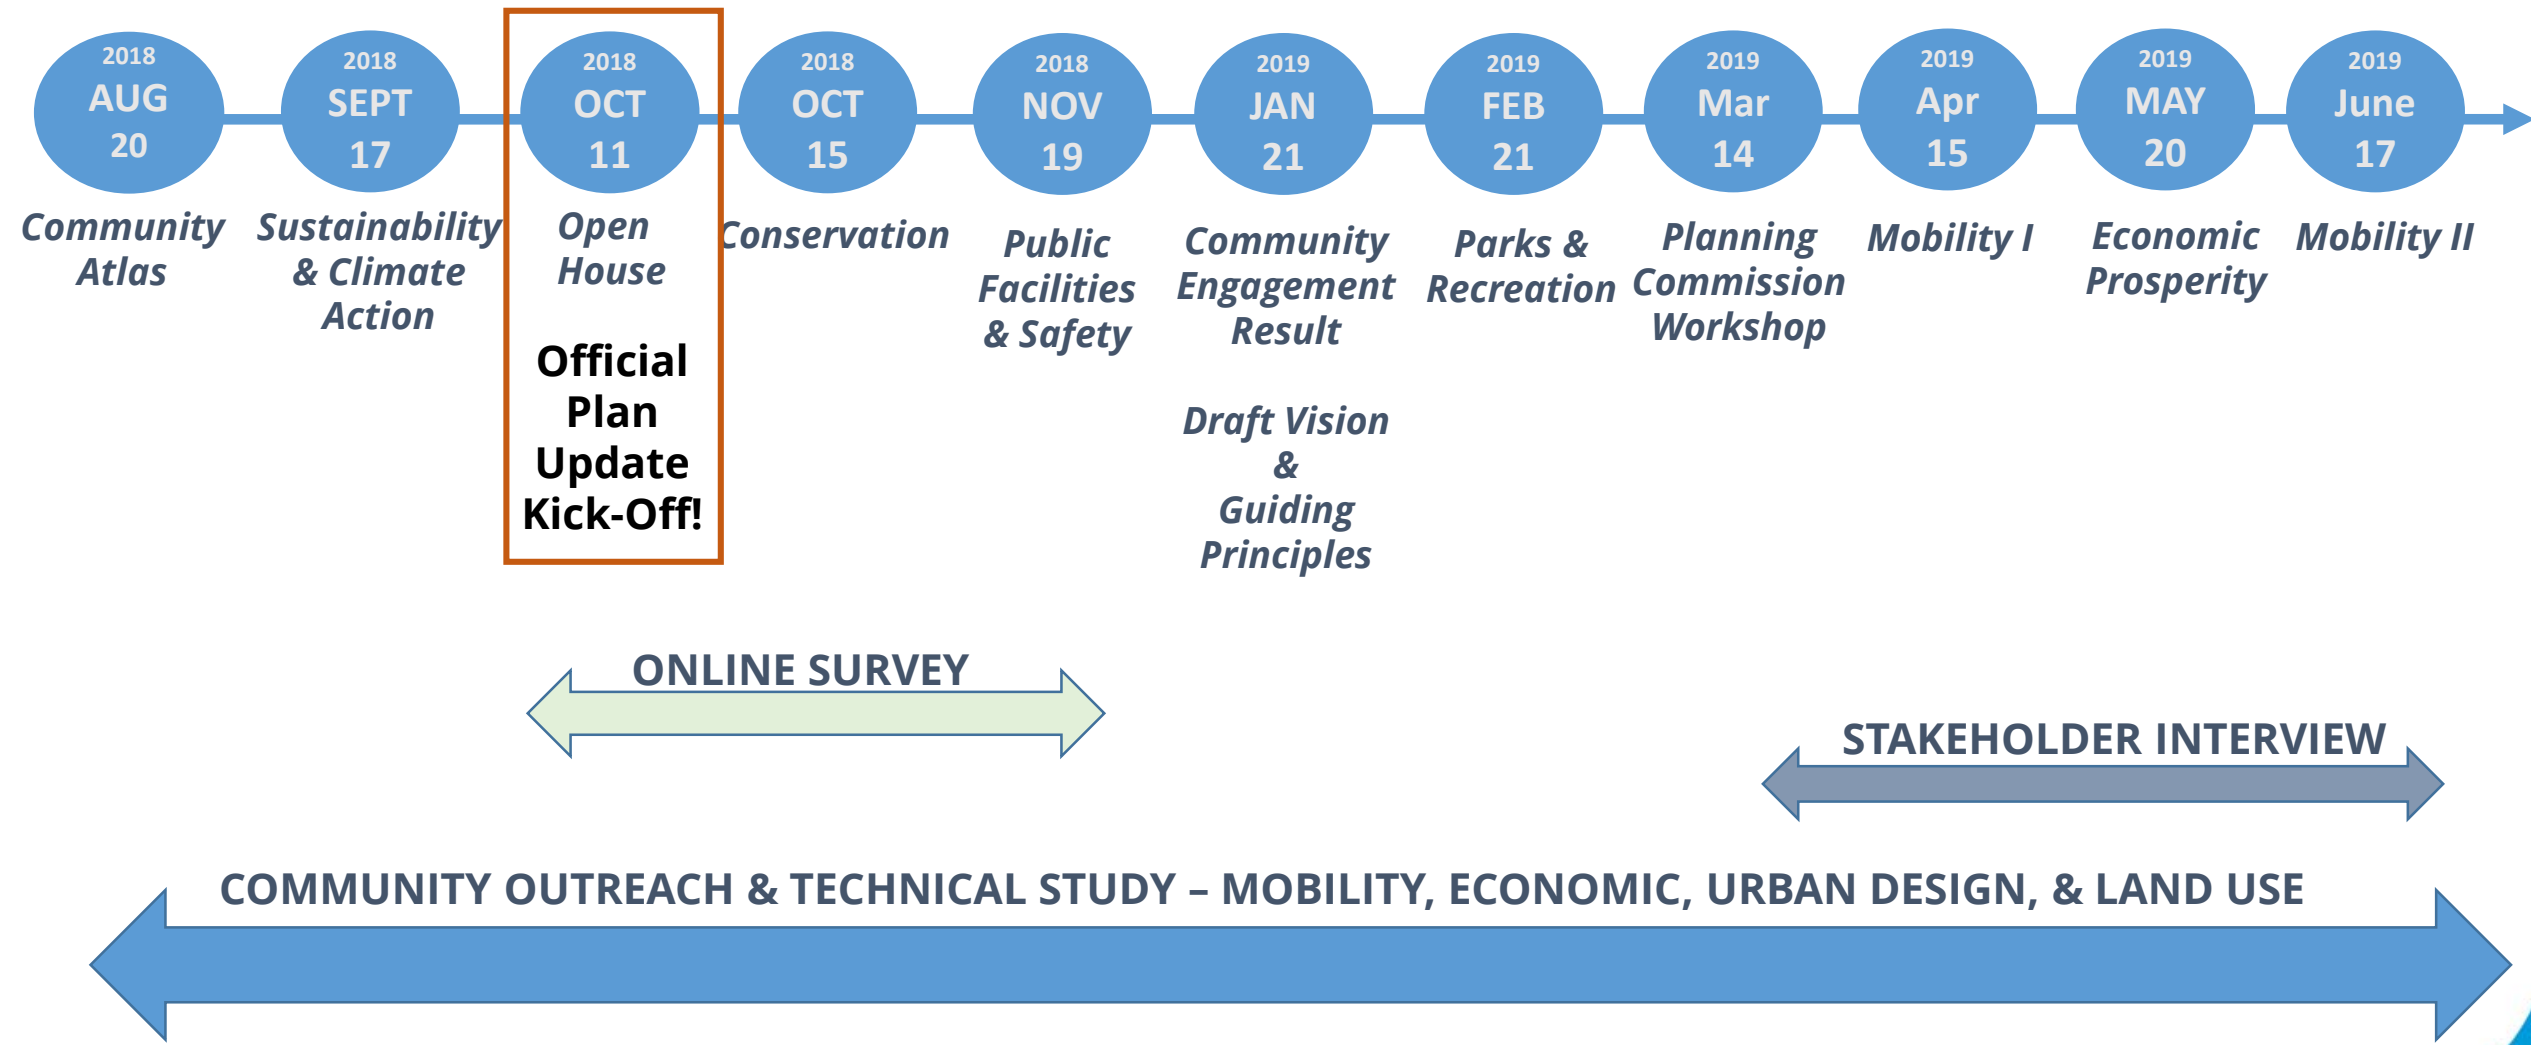 2018
AUG
20
Community
Atlas
2018
SEPT
17
Sustainability
& Climate
Action
2018
OCT
11
Open
House
Official
Plan
Update
Kick-Off!
2018
OCT
15
Conservation
2018
NOV
19
Public
Facilities
& Safety
2019
JAN
21
Community
Engagement
Result
Draft Vision
&
Guiding
Principles
2019
FEB
21
Parks &
Recreation
2019
Mar
14
Planning
Commission
Workshop
2019
Apr
15
Mobility I
2019
MAY
20
Economic
Prosperity
2019
June
17
Mobility II
ONLINE SURVEY
STAKEHOLDER INTERVIEW
COMMUNITY OUTREACH & TECHNICAL STUDY – MOBILITY, ECONOMIC, URBAN DESIGN, & LAND USE